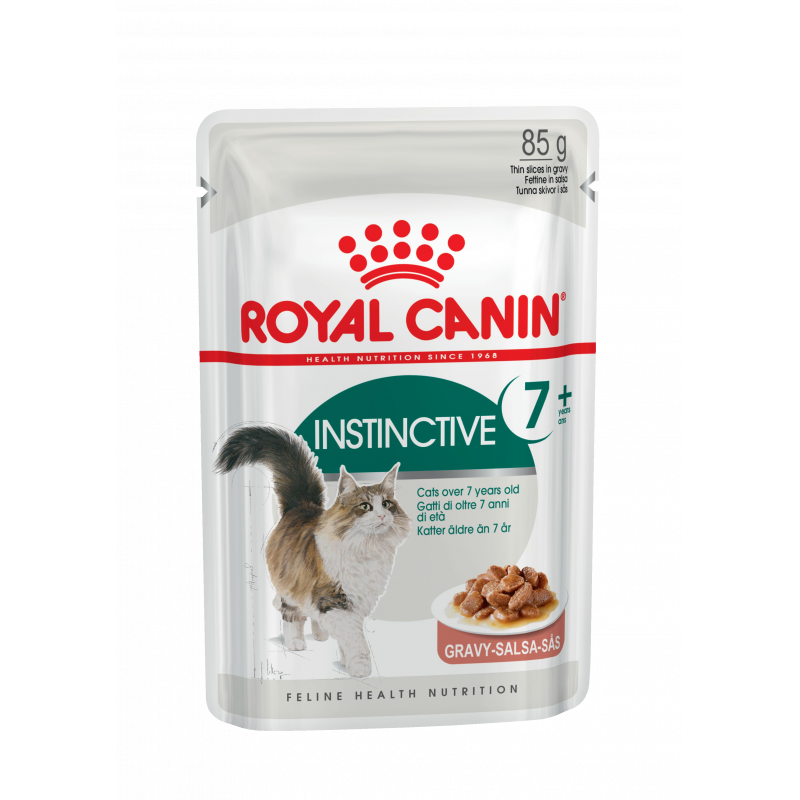 85 g
Thin slices in gravy
Fettine in salsa
Tunna skivor i sås
ROYAL CANIN®
HEALTH NUTRITION SINCE 1968
INSTINCTIVE
7+
years
ans
Cats over 7 years old
Gatti di oltre 7 anni
di età
Katter äldre än 7 år
GRAVY-SALSA-SÅS
FELINE HEALTH NUTRITION